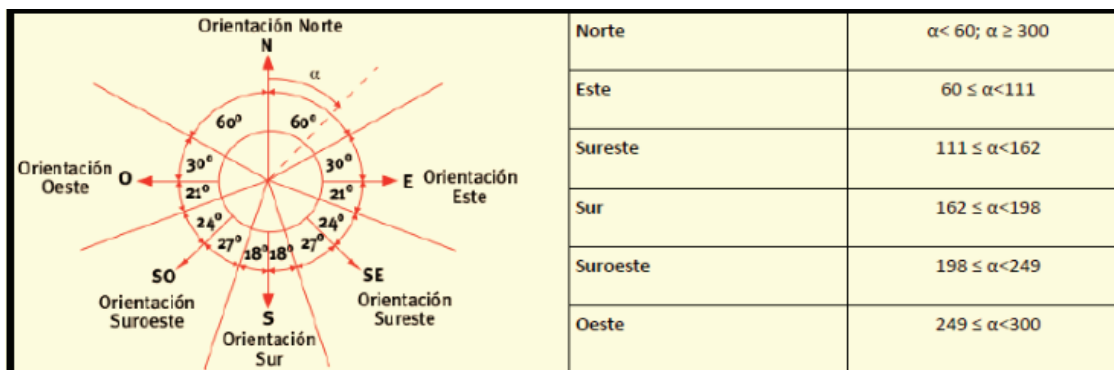 Orientación Norte
N
α
60º 60º
30º 30º
Orientación
Oeste
O
E
Orientación
Este
21º 21º
24º 24º
27º 18º 18º 27º
SO
Orientación
Suroeste
S
Orientación
Sur
SE
Orientación
Sureste
Norte α< 60; α ≥ 300
Este 60 ≤ α<111
Sureste 111 ≤ α<162
Sur 162 ≤ α<198
Suroeste 198 ≤ α<249
Oeste 249 ≤ α<300